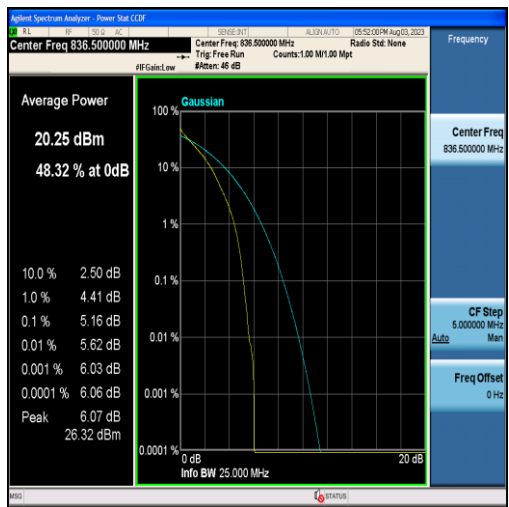 Agilent Spectrum Analyzer - Power Stat CCDF
RL RF 50 Ω AC SENSE:INT ALIGN AUTO 05:52:00 PM Aug 03, 2023
Center Freq 836.500000 MHz
Center Freq: 836.500000 MHz Radio Std: None
Trig: Free Run Counts:1.00 M/1.00 Mpt
#IFGain:Low #Atten: 46 dB
Frequency
Average Power
20.25 dBm
48.32 % at 0dB
10.0 % 2.50 dB
1.0 % 4.41 dB
0.1 % 5.16 dB
0.01 % 5.62 dB
0.001 % 6.03 dB
0.0001 % 6.06 dB
Peak 6.07 dB
26.32 dBm
Gaussian
100 %
10 %
1 %
0.1 %
0.01 %
0.001 %
0.0001 %
0 dB 20 dB
Info BW 25.000 MHz
Center Freq
836.500000 MHz
CF Step
5.000000 MHz
Auto Man
Freq Offset
0 Hz
MSG STATUS